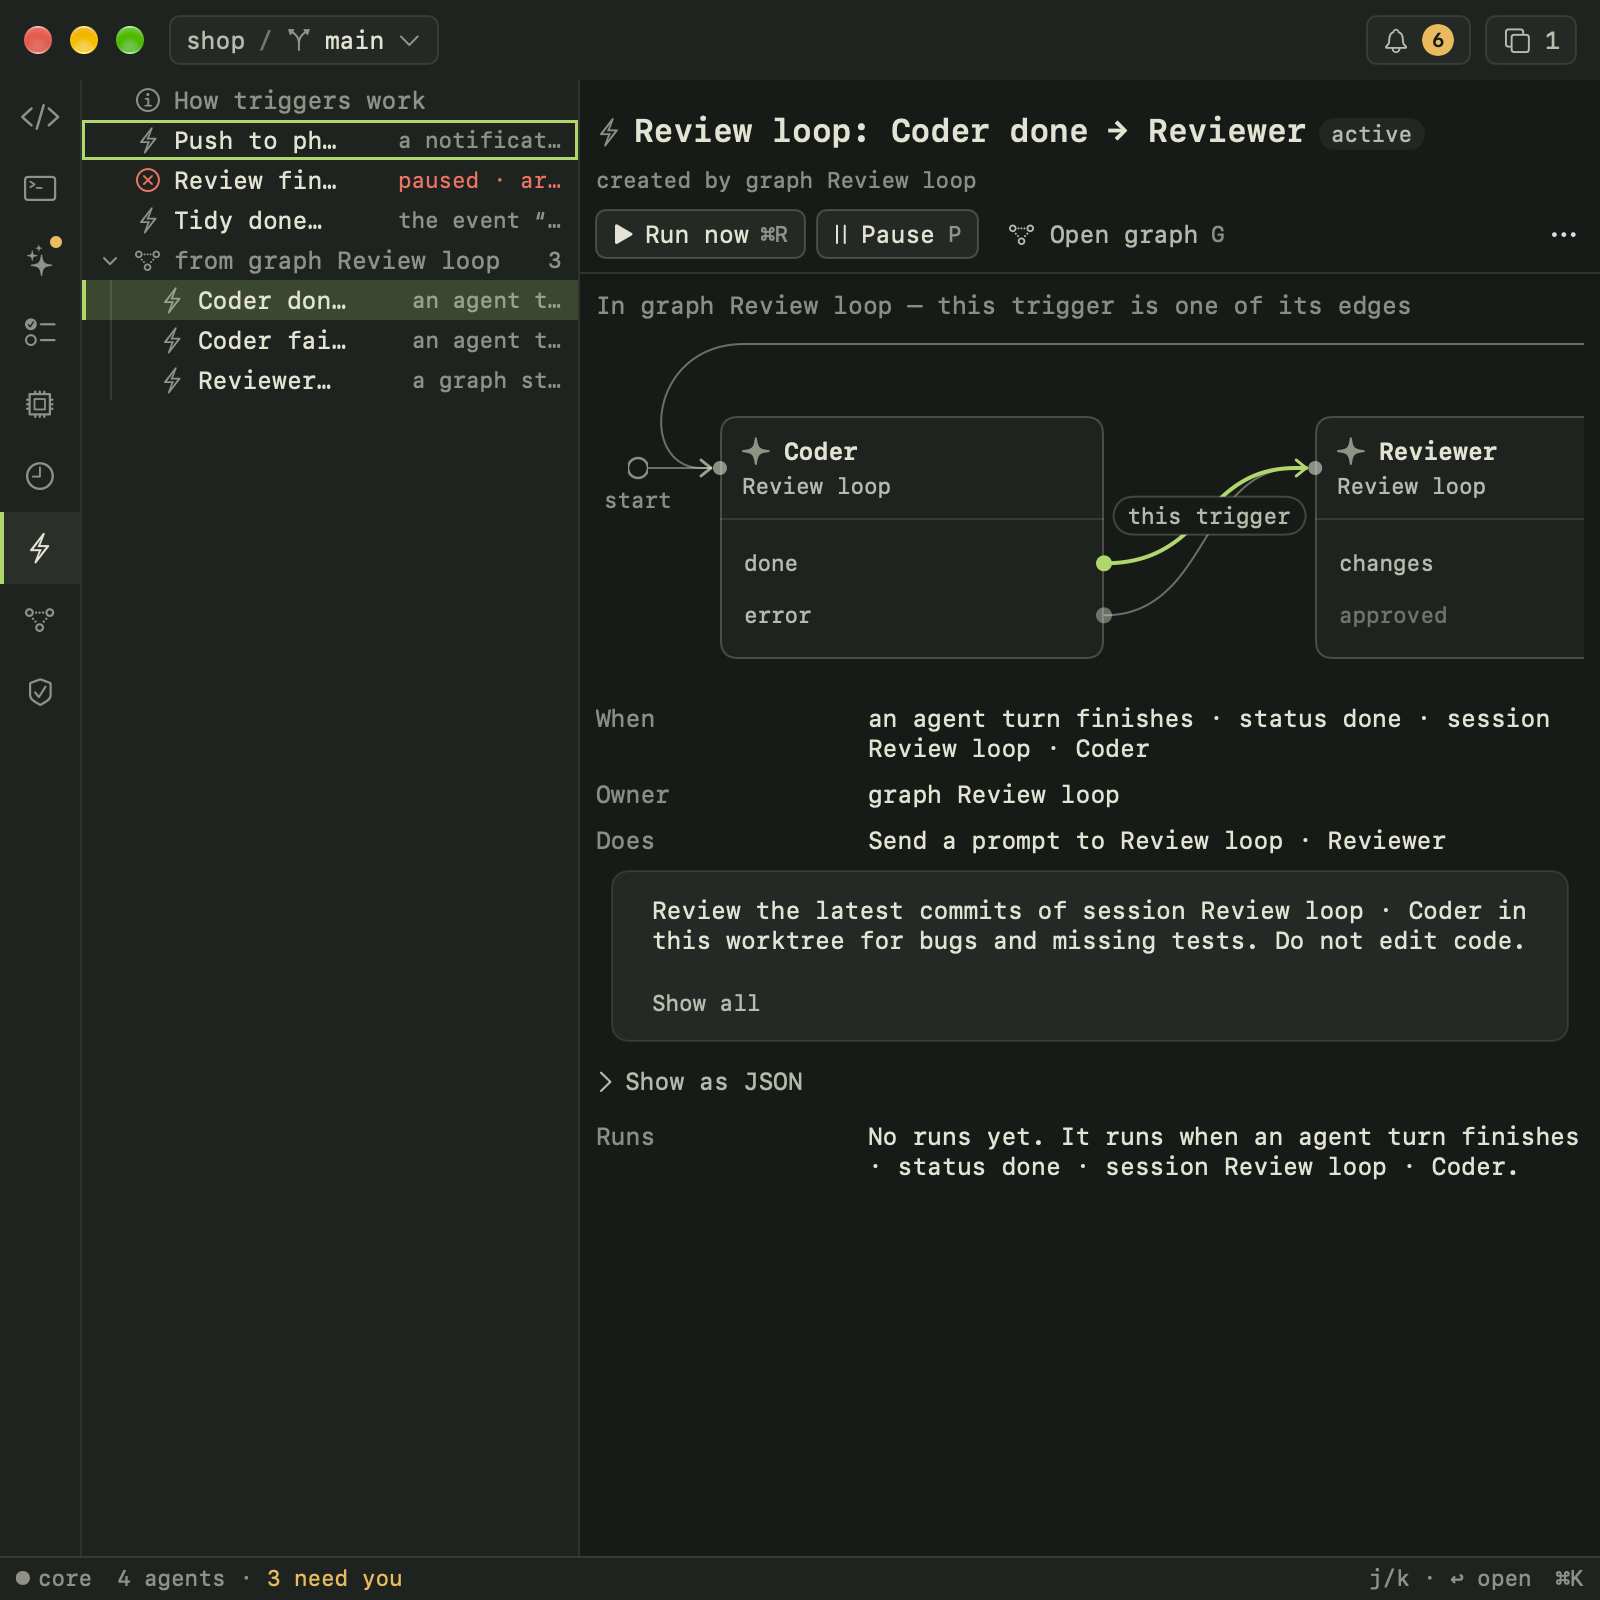 shop / main
6
1
How triggers work
Push to ph… a notificat…
Review fin… paused · ar…
Tidy done… the event “…
from graph Review loop 3
Coder don… an agent t…
Coder fai… an agent t…
Reviewer… a graph st…
Review loop: Coder done → Reviewer active
created by graph Review loop
Run now ⌘R Pause P Open graph G
In graph Review loop — this trigger is one of its edges
start
Coder
Review loop
done
error
this trigger
Reviewer
Review loop
changes
approved
When an agent turn finishes · status done · session
Review loop · Coder
Owner graph Review loop
Does Send a prompt to Review loop · Reviewer
Review the latest commits of session Review loop · Coder in
this worktree for bugs and missing tests. Do not edit code.
Show all
Show as JSON
Runs No runs yet. It runs when an agent turn finishes
· status done · session Review loop · Coder.
core 4 agents · 3 need you
j/k · ↩ open ⌘K